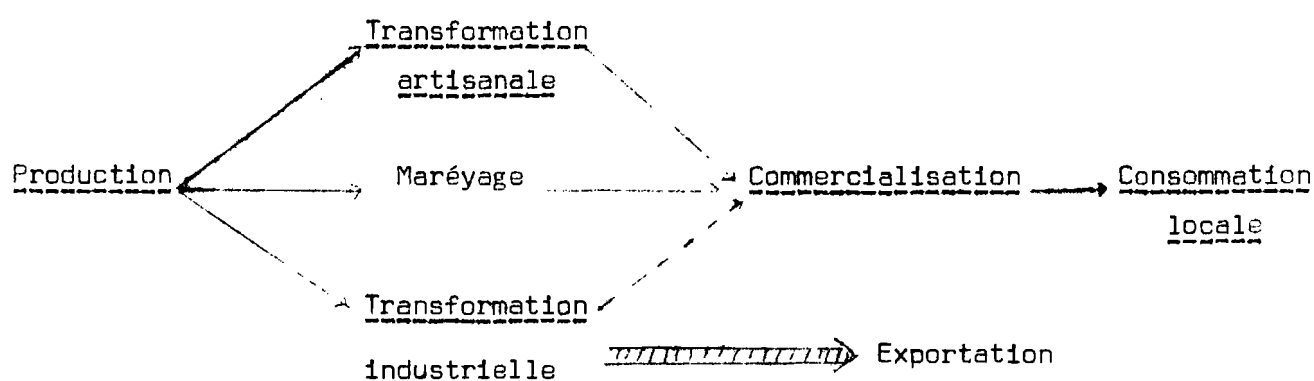 Transformation
artisanale
Production
Maréyage
Commercialisation
Consommation
locale
Transformation
industrielle
Exportation